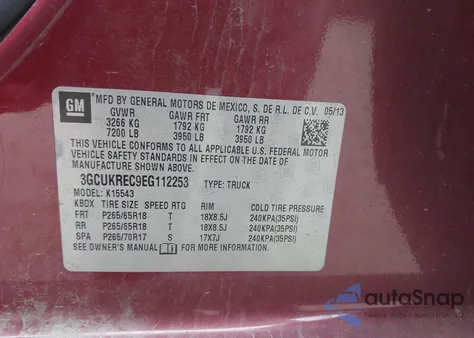 GM MFD BY GENERAL MOTORS DE MEXICO, S. DE R.L. DE C.V. 05/13
GVWR GAWR FRT GAWR RR
3266 KG 1792 KG 1792 KG
7200 LB 3950 LB 3950 LB
THIS VEHICLE CONFORMS TO ALL APPLICABLE U.S. FEDERAL MOTOR
VEHICLE SAFETY AND THEFT PREVENTION STANDARDS IN EFFECT ON THE DATE OF
MANUFACTURE SHOWN ABOVE.
3GCUKREC9EG112253 TYPE: TRUCK
MODEL: K15543
KBDX TIRE SIZE SPEED RTG RIM COLD TIRE PRESSURE
FRT P265/65R18 T 18X8.5J 240KPA(35PSI)
RR P265/65R18 T 18X8.5J 240KPA(35PSI)
SPA P265/70R17 S 17X7J 240KPA(35PSI)
SEE OWNER'S MANUAL FOR ADDITIONAL INFORMATION.
autoSnap